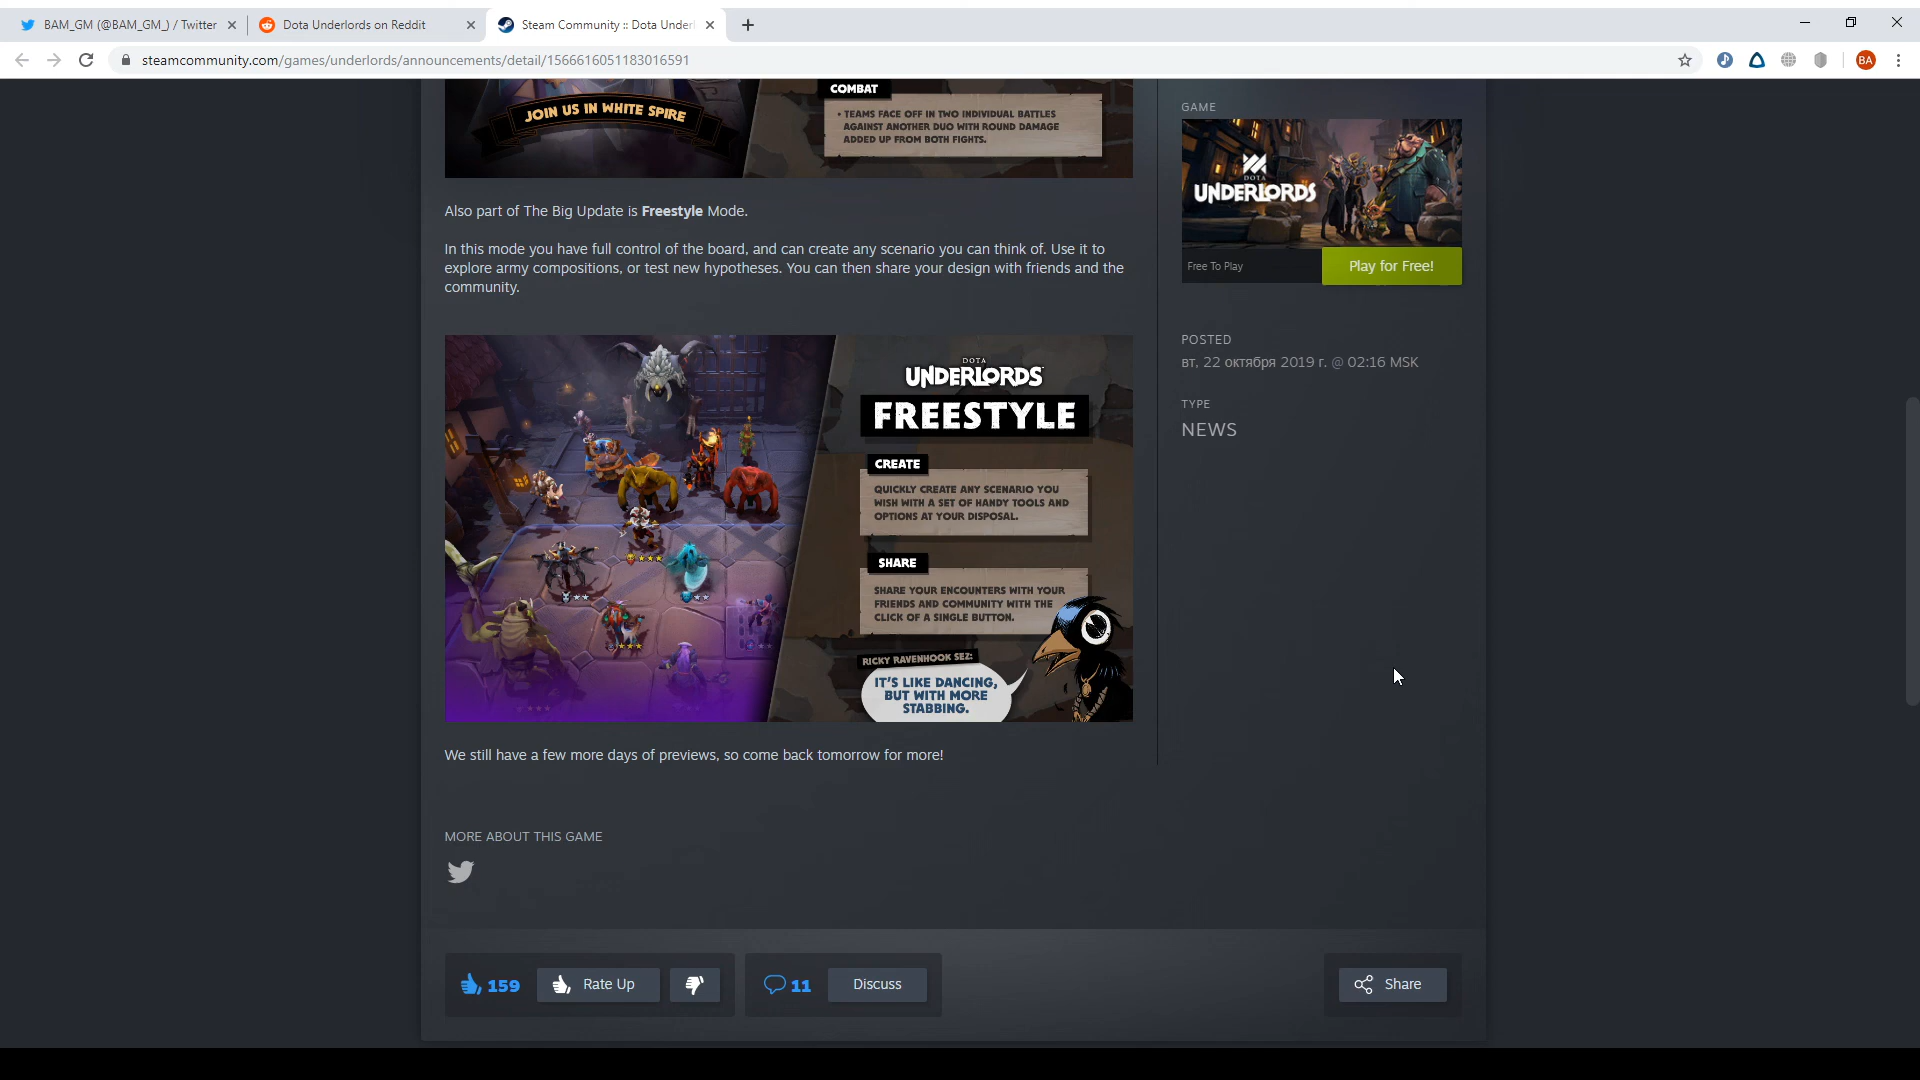 BAM_GM (@BAM_GM_) / Twitter
Dota Underlords on Reddit
Steam Community :: Dota Underl
steamcommunity.com/games/underlords/announcements/detail/1566616051183016591
BA
JOIN US IN WHITE SPIRE
COMBAT
• TEAMS FACE OFF IN TWO INDIVIDUAL BATTLES
AGAINST ANOTHER DUO WITH ROUND DAMAGE
ADDED UP FROM BOTH FIGHTS.
Also part of The Big Update is Freestyle Mode.
In this mode you have full control of the board, and can create any scenario you can think of. Use it to
explore army compositions, or test new hypotheses. You can then share your design with friends and the
community.
DOTA
UNDERLORDS
FREESTYLE
CREATE
QUICKLY CREATE ANY SCENARIO YOU
WISH WITH A SET OF HANDY TOOLS AND
OPTIONS AT YOUR DISPOSAL.
SHARE
SHARE YOUR ENCOUNTERS WITH YOUR
FRIENDS AND COMMUNITY WITH THE
CLICK OF A SINGLE BUTTON.
RICKY RAVENHOOK SEZ:
IT'S LIKE DANCING,
BUT WITH MORE
STABBING.
We still have a few more days of previews, so come back tomorrow for more!
MORE ABOUT THIS GAME
159
Rate Up
11
Discuss
Share
GAME
DOTA
UNDERLORDS
Free To Play
Play for Free!
POSTED
вт, 22 октября 2019 г. @ 02:16 MSK
TYPE
NEWS